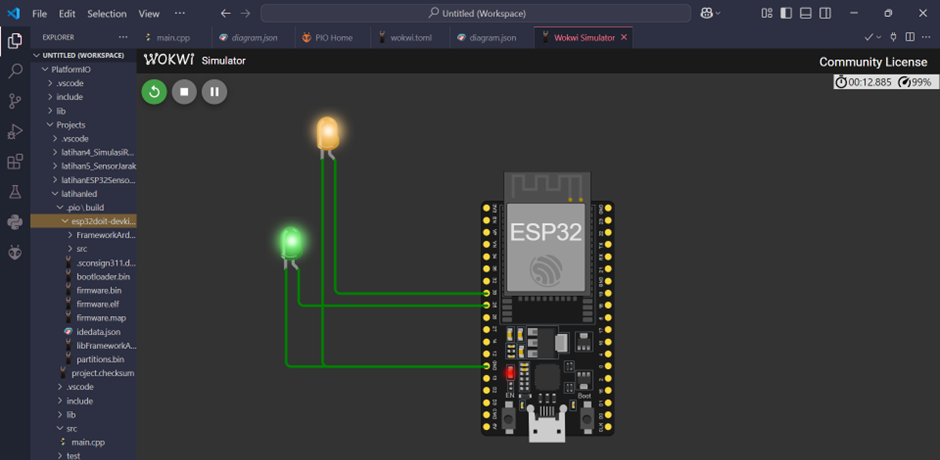 File Edit Selection View ··· Untitled (Workspace)
EXPLORER ···
main.cpp diagram.json PIO Home wokwi.toml diagram.json Wokwi Simulator
UNTITLED (WORKSPACE)
PlatformIO
.vscode
include
lib
Projects
.vscode
latihan4_SimulasiR...
latihan5_SensorJarak
latihanESP32Senso...
latihanled
.pio \ build
esp32doit-devki...
FrameworkArd...
src
.sconsign311.d...
bootloader.bin
firmware.bin
firmware.elf
firmware.map
idedata.json
libFrameworkA...
partitions.bin
project.checksum
.vscode
include
lib
src
main.cpp
test
WOKWI Simulator
Community License
00:12.885 99%
ESP32
EN
Boot